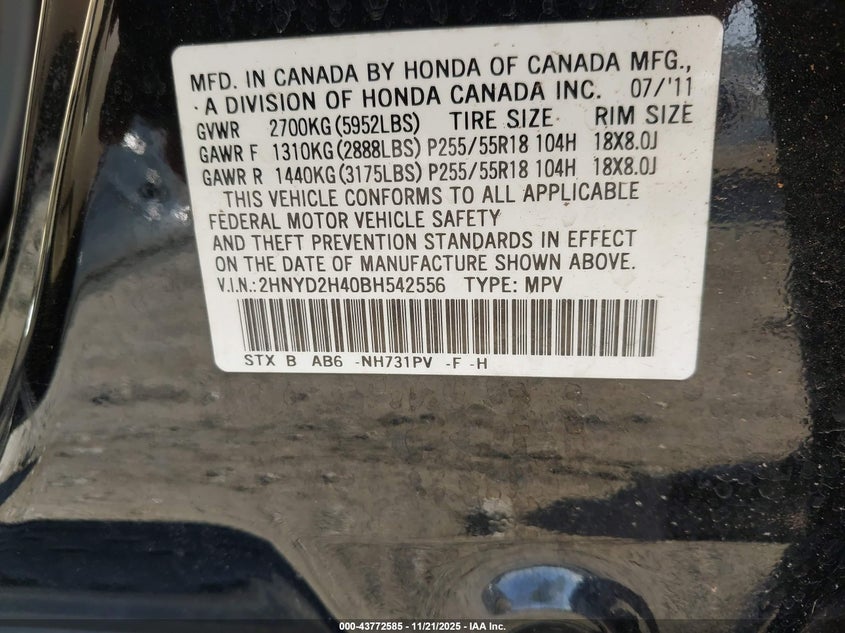 MFD. IN CANADA BY HONDA OF CANADA MFG.,
A DIVISION OF HONDA CANADA INC. 07/'11
GVWR 2700KG(5952LBS) TIRE SIZE RIM SIZE
GAWR F 1310KG(2888LBS) P255/55R18 104H 18X8.0J
GAWR R 1440KG(3175LBS) P255/55R18 104H 18X8.0J
THIS VEHICLE CONFORMS TO ALL APPLICABLE
FEDERAL MOTOR VEHICLE SAFETY
AND THEFT PREVENTION STANDARDS IN EFFECT
ON THE DATE OF MANUFACTURE SHOWN ABOVE.
V.I.N.:2HNYD2H40BH542556 TYPE: MPV
STX B AB6 -NH731PV -F -H
000-43772585 - 11/21/2025 - IAA Inc.